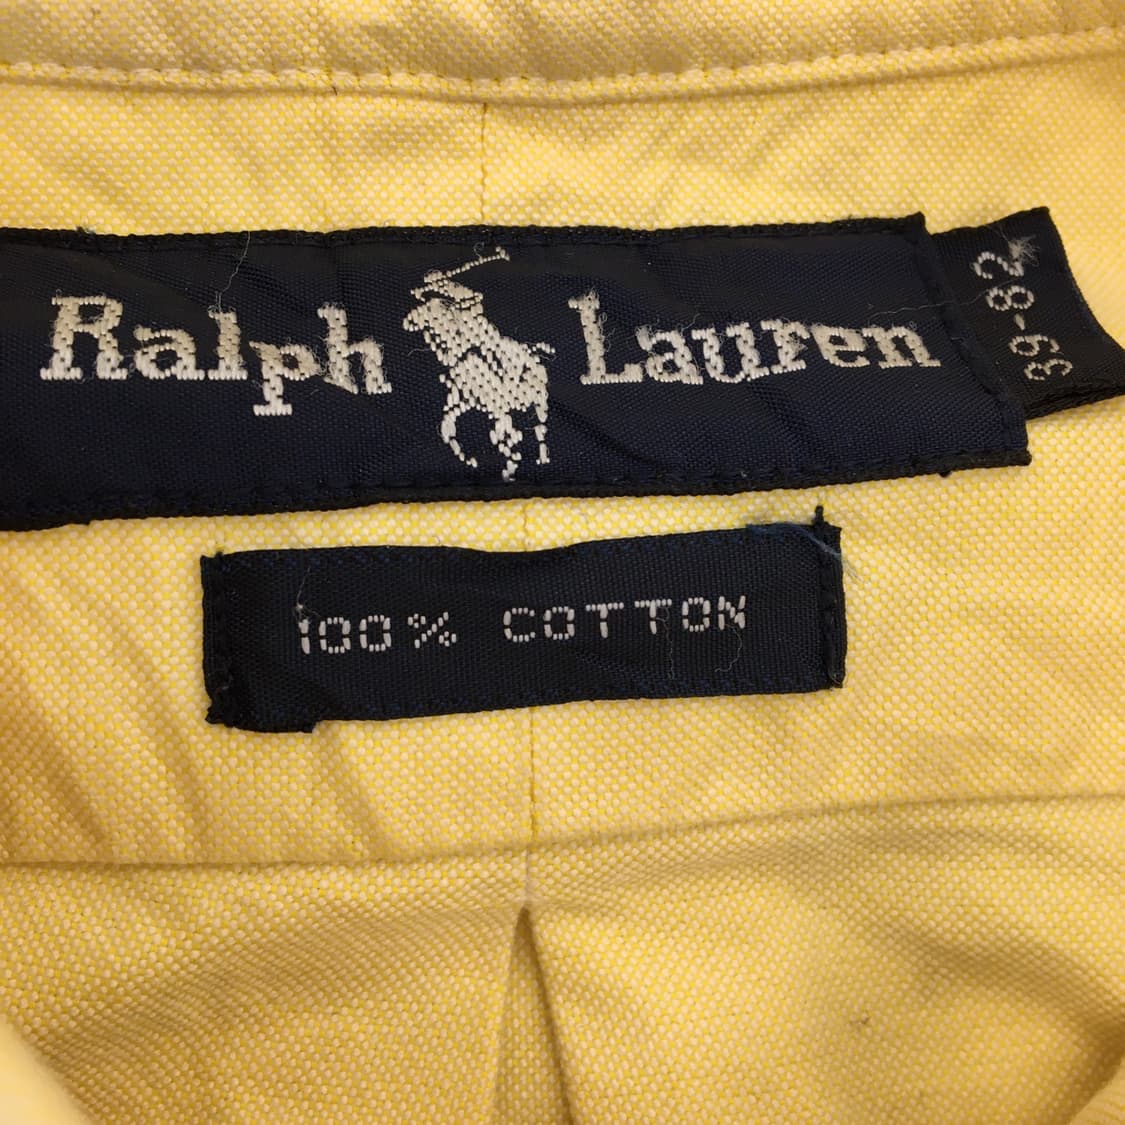 Ralph Lauren
39-82
100% COTTON